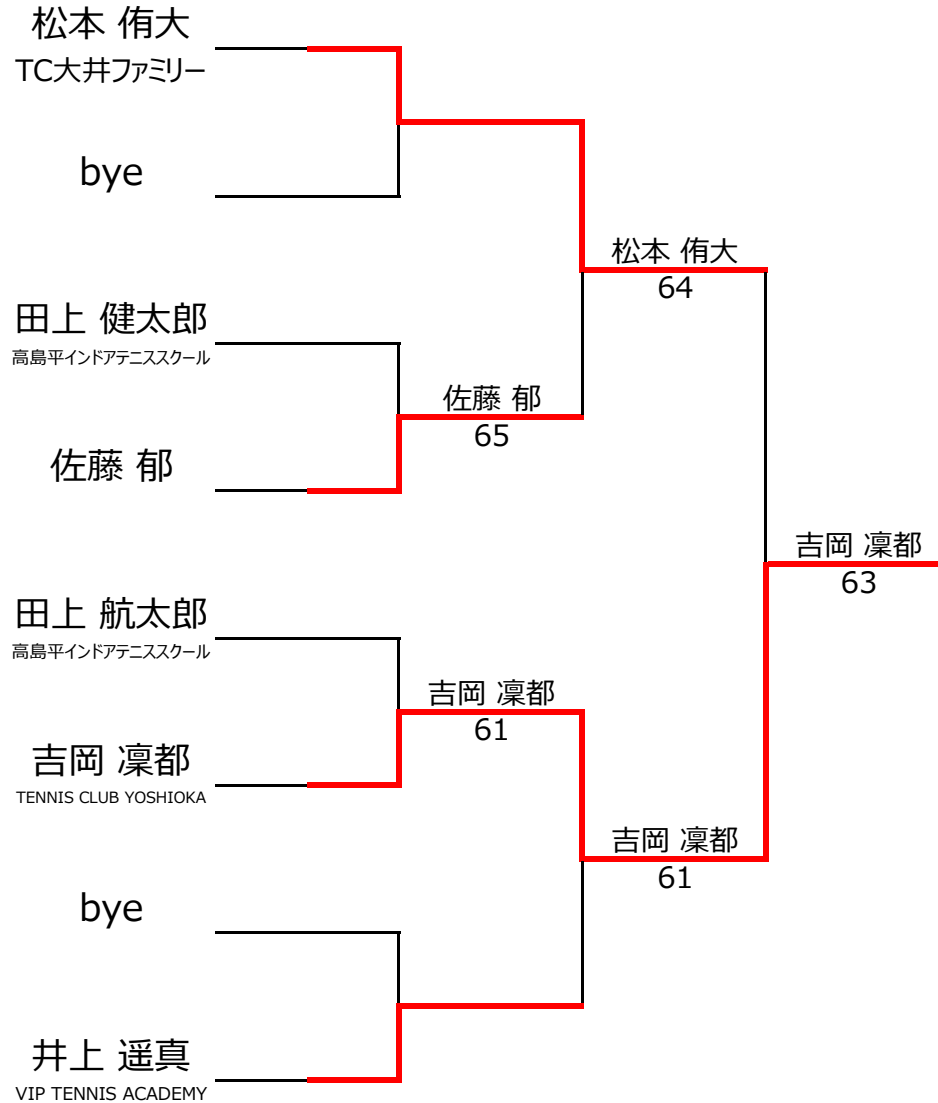 松本 侑大
TC大井ファミリー
bye
田上 健太郎
高島平インドアテニススクール
佐藤 郁
田上 航太郎
高島平インドアテニススクール
吉岡 凜都
TENNIS CLUB YOSHIOKA
bye
井上 遥真
VIP TENNIS ACADEMY
佐藤 郁
65
吉岡 凜都
61
松本 侑大
64
吉岡 凜都
61
吉岡 凜都
63